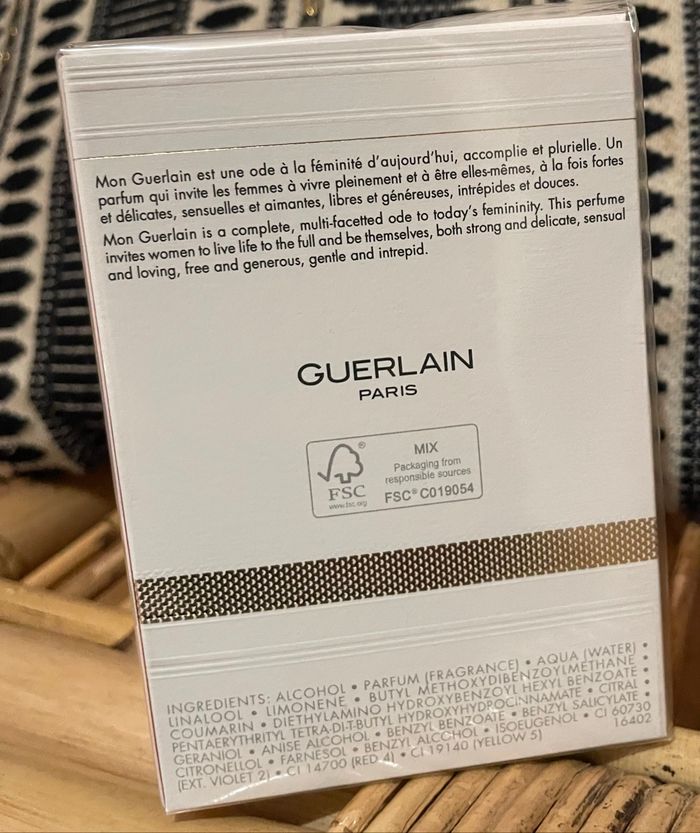 Mon Guerlain est une ode à la féminité d'aujourd'hui, accomplie et plurielle. Un
parfum qui invite les femmes à vivre pleinement et à être elles-mêmes, à la fois fortes
et délicates, sensuelles et aimantes, libres et généreuses, intrépides et douces.
Mon Guerlain is a complete, multi-facetted ode to today's femininity. This perfume
invites women to live life to the full and be themselves, both strong and delicate, sensual
and loving, free and generous, gentle and intrepid.
GUERLAIN
PARIS
FSC®
www.fsc.org
MIX
Packaging from
responsible sources
FSC® C019054
INGREDIENTS: ALCOHOL • PARFUM (FRAGRANCE) • AQUA (WATER) •
LINALOOL • LIMONENE • BUTYL METHOXYDIBENZOYLMETHANE •
COUMARIN • DIETHYLAMINO HYDROXYBENZOYL HEXYL BENZOATE •
PENTAERYTHRITYL TETRA-DI-T-BUTYL HYDROXYHYDROCINNAMATE • CITRAL •
GERANIOL • ANISE ALCOHOL • BENZYL BENZOATE • BENZYL SALICYLATE •
CITRONELLOL • FARNESOL • BENZYL ALCOHOL • ISOEUGENOL • CI 60730
(EXT. VIOLET 2) • CI 14700 (RED 4) • CI 19140 (YELLOW 5)
16402